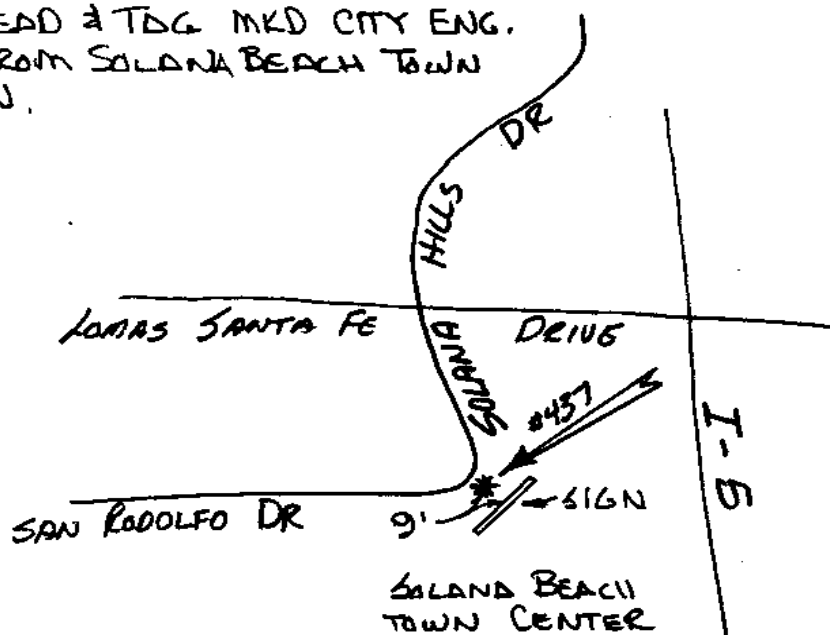 EAD & TAG MKD CITY ENG.
ROM SOLANA BEACH TOWN
N.
DR
HILLS
SOLANA
LOMAS SANTA FE DRIVE
#437
I-5
SAN RODOLFO DR
9'
SIGN
SOLANA BEACH
TOWN CENTER